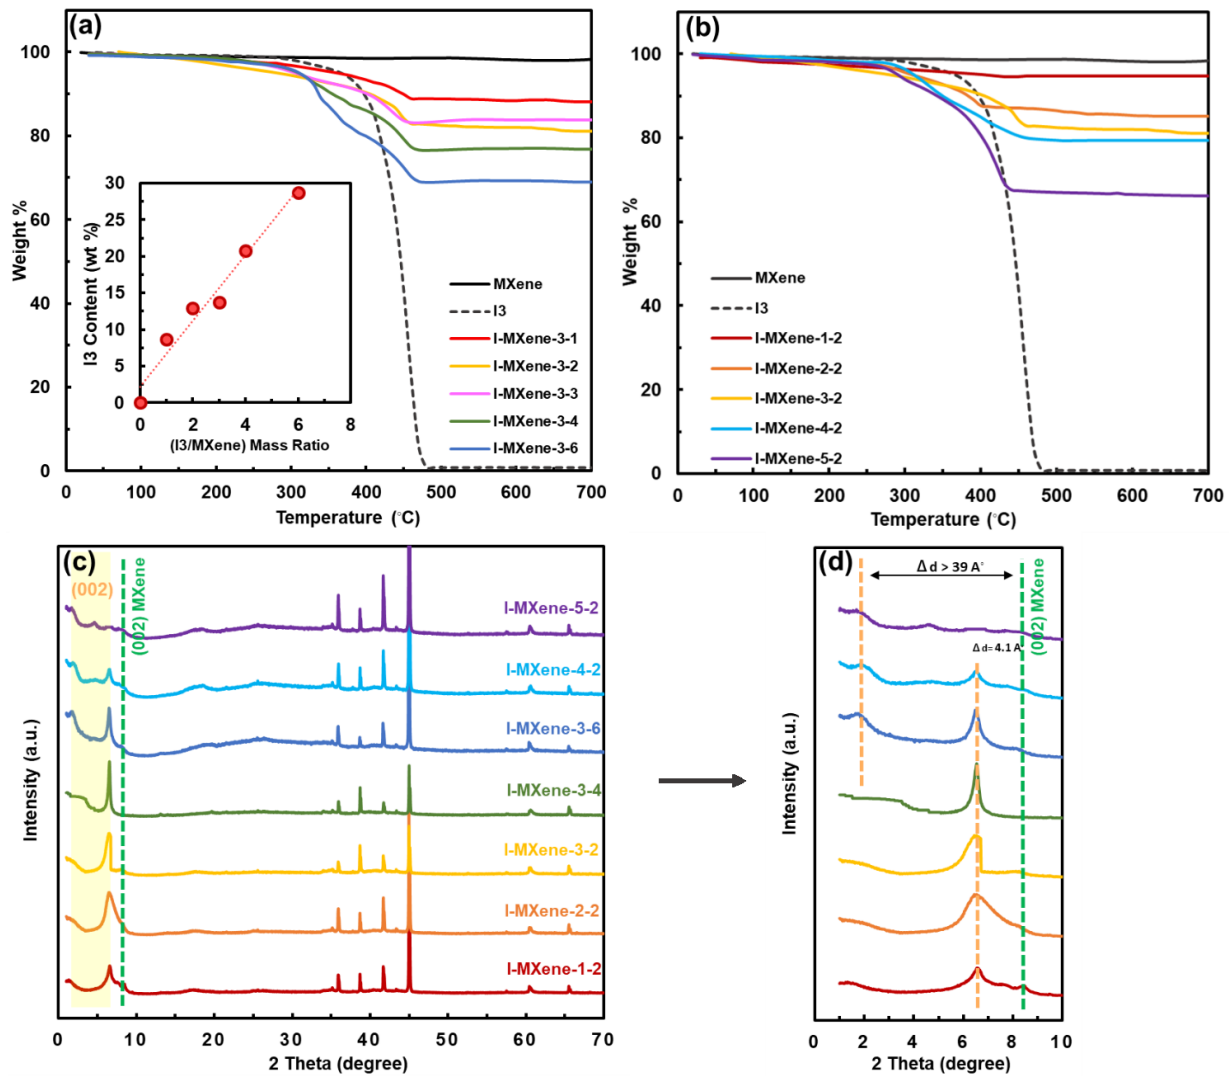 (a)
Weight %
100
80
60
40
20
0
0 100 200 300 400 500 600 700
Temperature (°C)
I3 Content (wt %)
30
25
20
15
10
5
0
0 2 4 6 8
(I3/MXene) Mass Ratio
MXene
I3
I-MXene-3-1
I-MXene-3-2
I-MXene-3-3
I-MXene-3-4
I-MXene-3-6
(b)
Weight %
100
80
60
40
20
0
0 100 200 300 400 500 600 700
Temperature (°C)
MXene
I3
I-MXene-1-2
I-MXene-2-2
I-MXene-3-2
I-MXene-4-2
I-MXene-5-2
(c)
(002)
(002) MXene
Intensity (a.u.)
I-MXene-5-2
I-MXene-4-2
I-MXene-3-6
I-MXene-3-4
I-MXene-3-2
I-MXene-2-2
I-MXene-1-2
0 10 20 30 40 50 60 70
2 Theta (degree)
(d)
Δ d > 39 A°
Δ d= 4.1 A
(002) MXene
Intensity (a.u.)
0 2 4 6 8 10
2 Theta (degree)